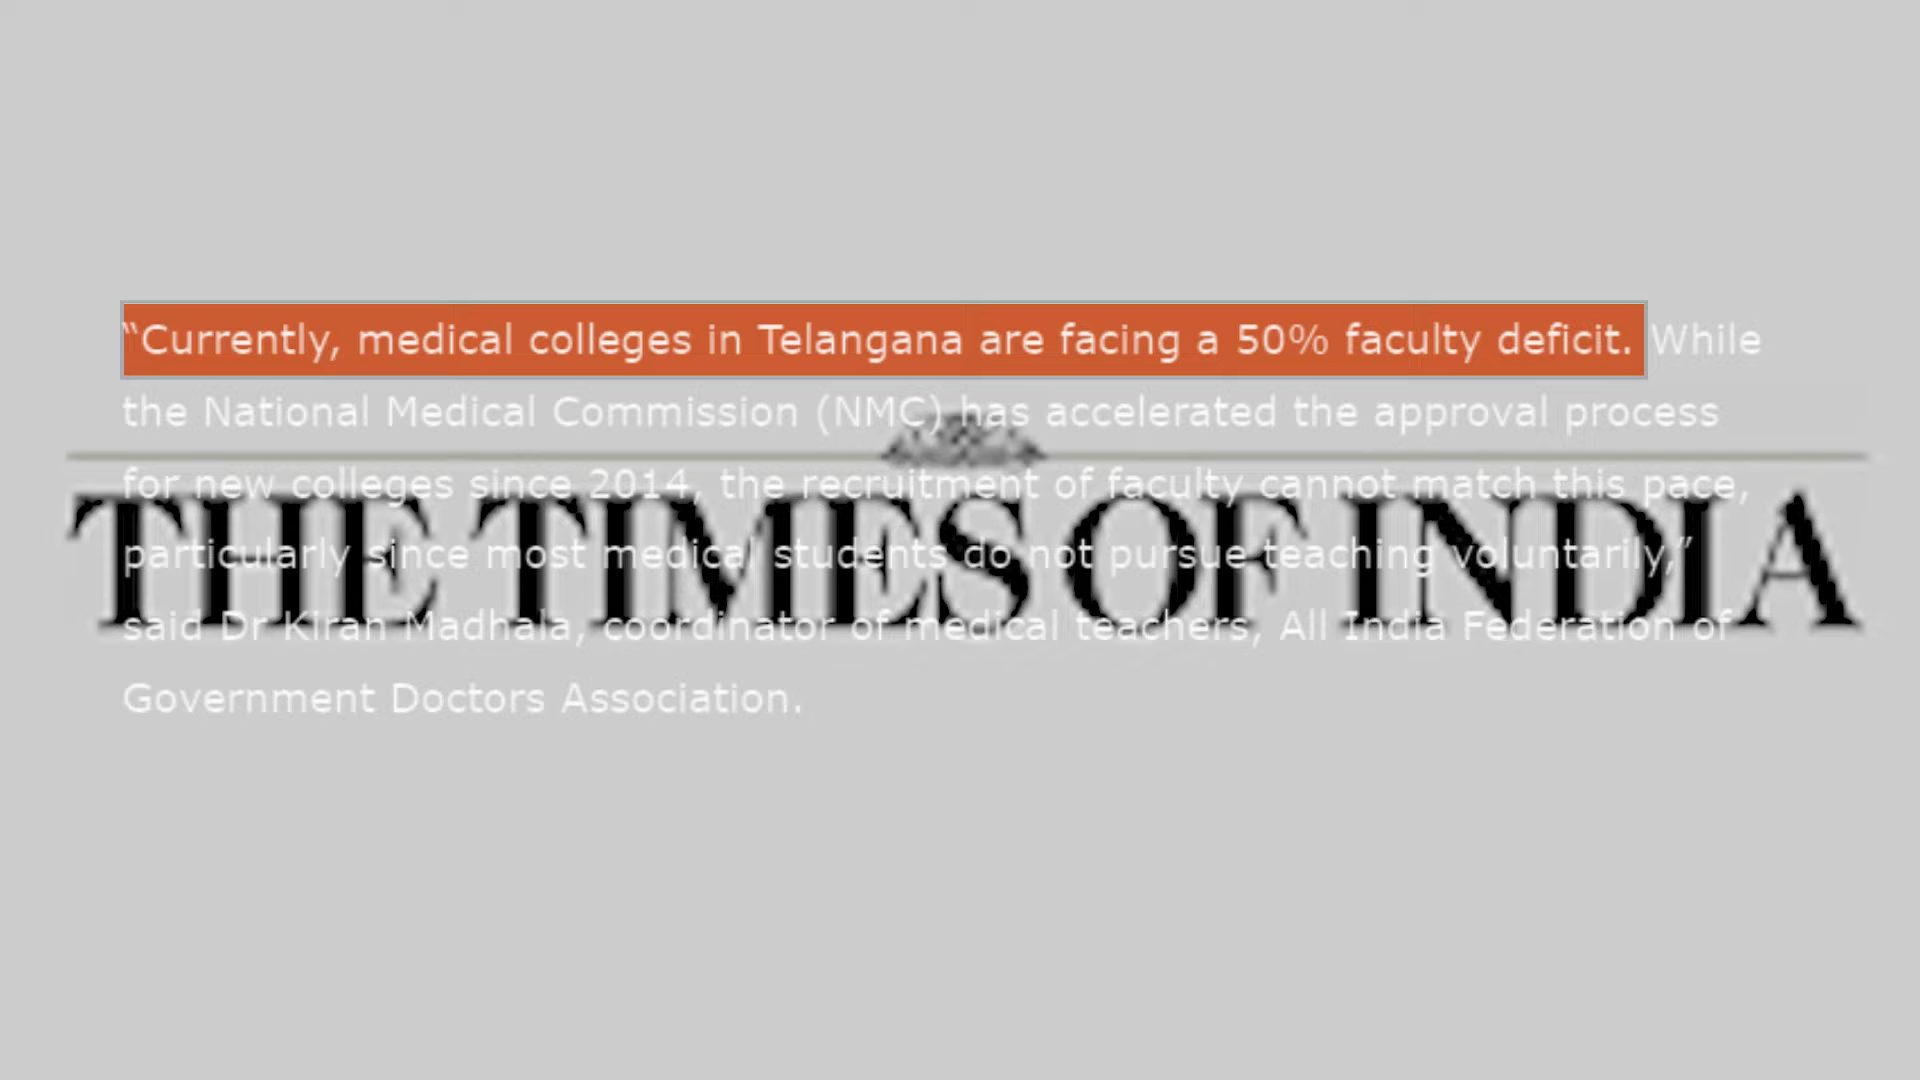 “Currently, medical colleges in Telangana are facing a 50% faculty deficit. While
the National Medical Commission (NMC) has accelerated the approval process
for new colleges since 2014, the recruitment of faculty cannot match this pace,
particularly since most medical students do not pursue teaching voluntarily,”
said Dr Kiran Madhala, coordinator of medical teachers, All India Federation of
Government Doctors Association.
THE TIMES OF INDIA